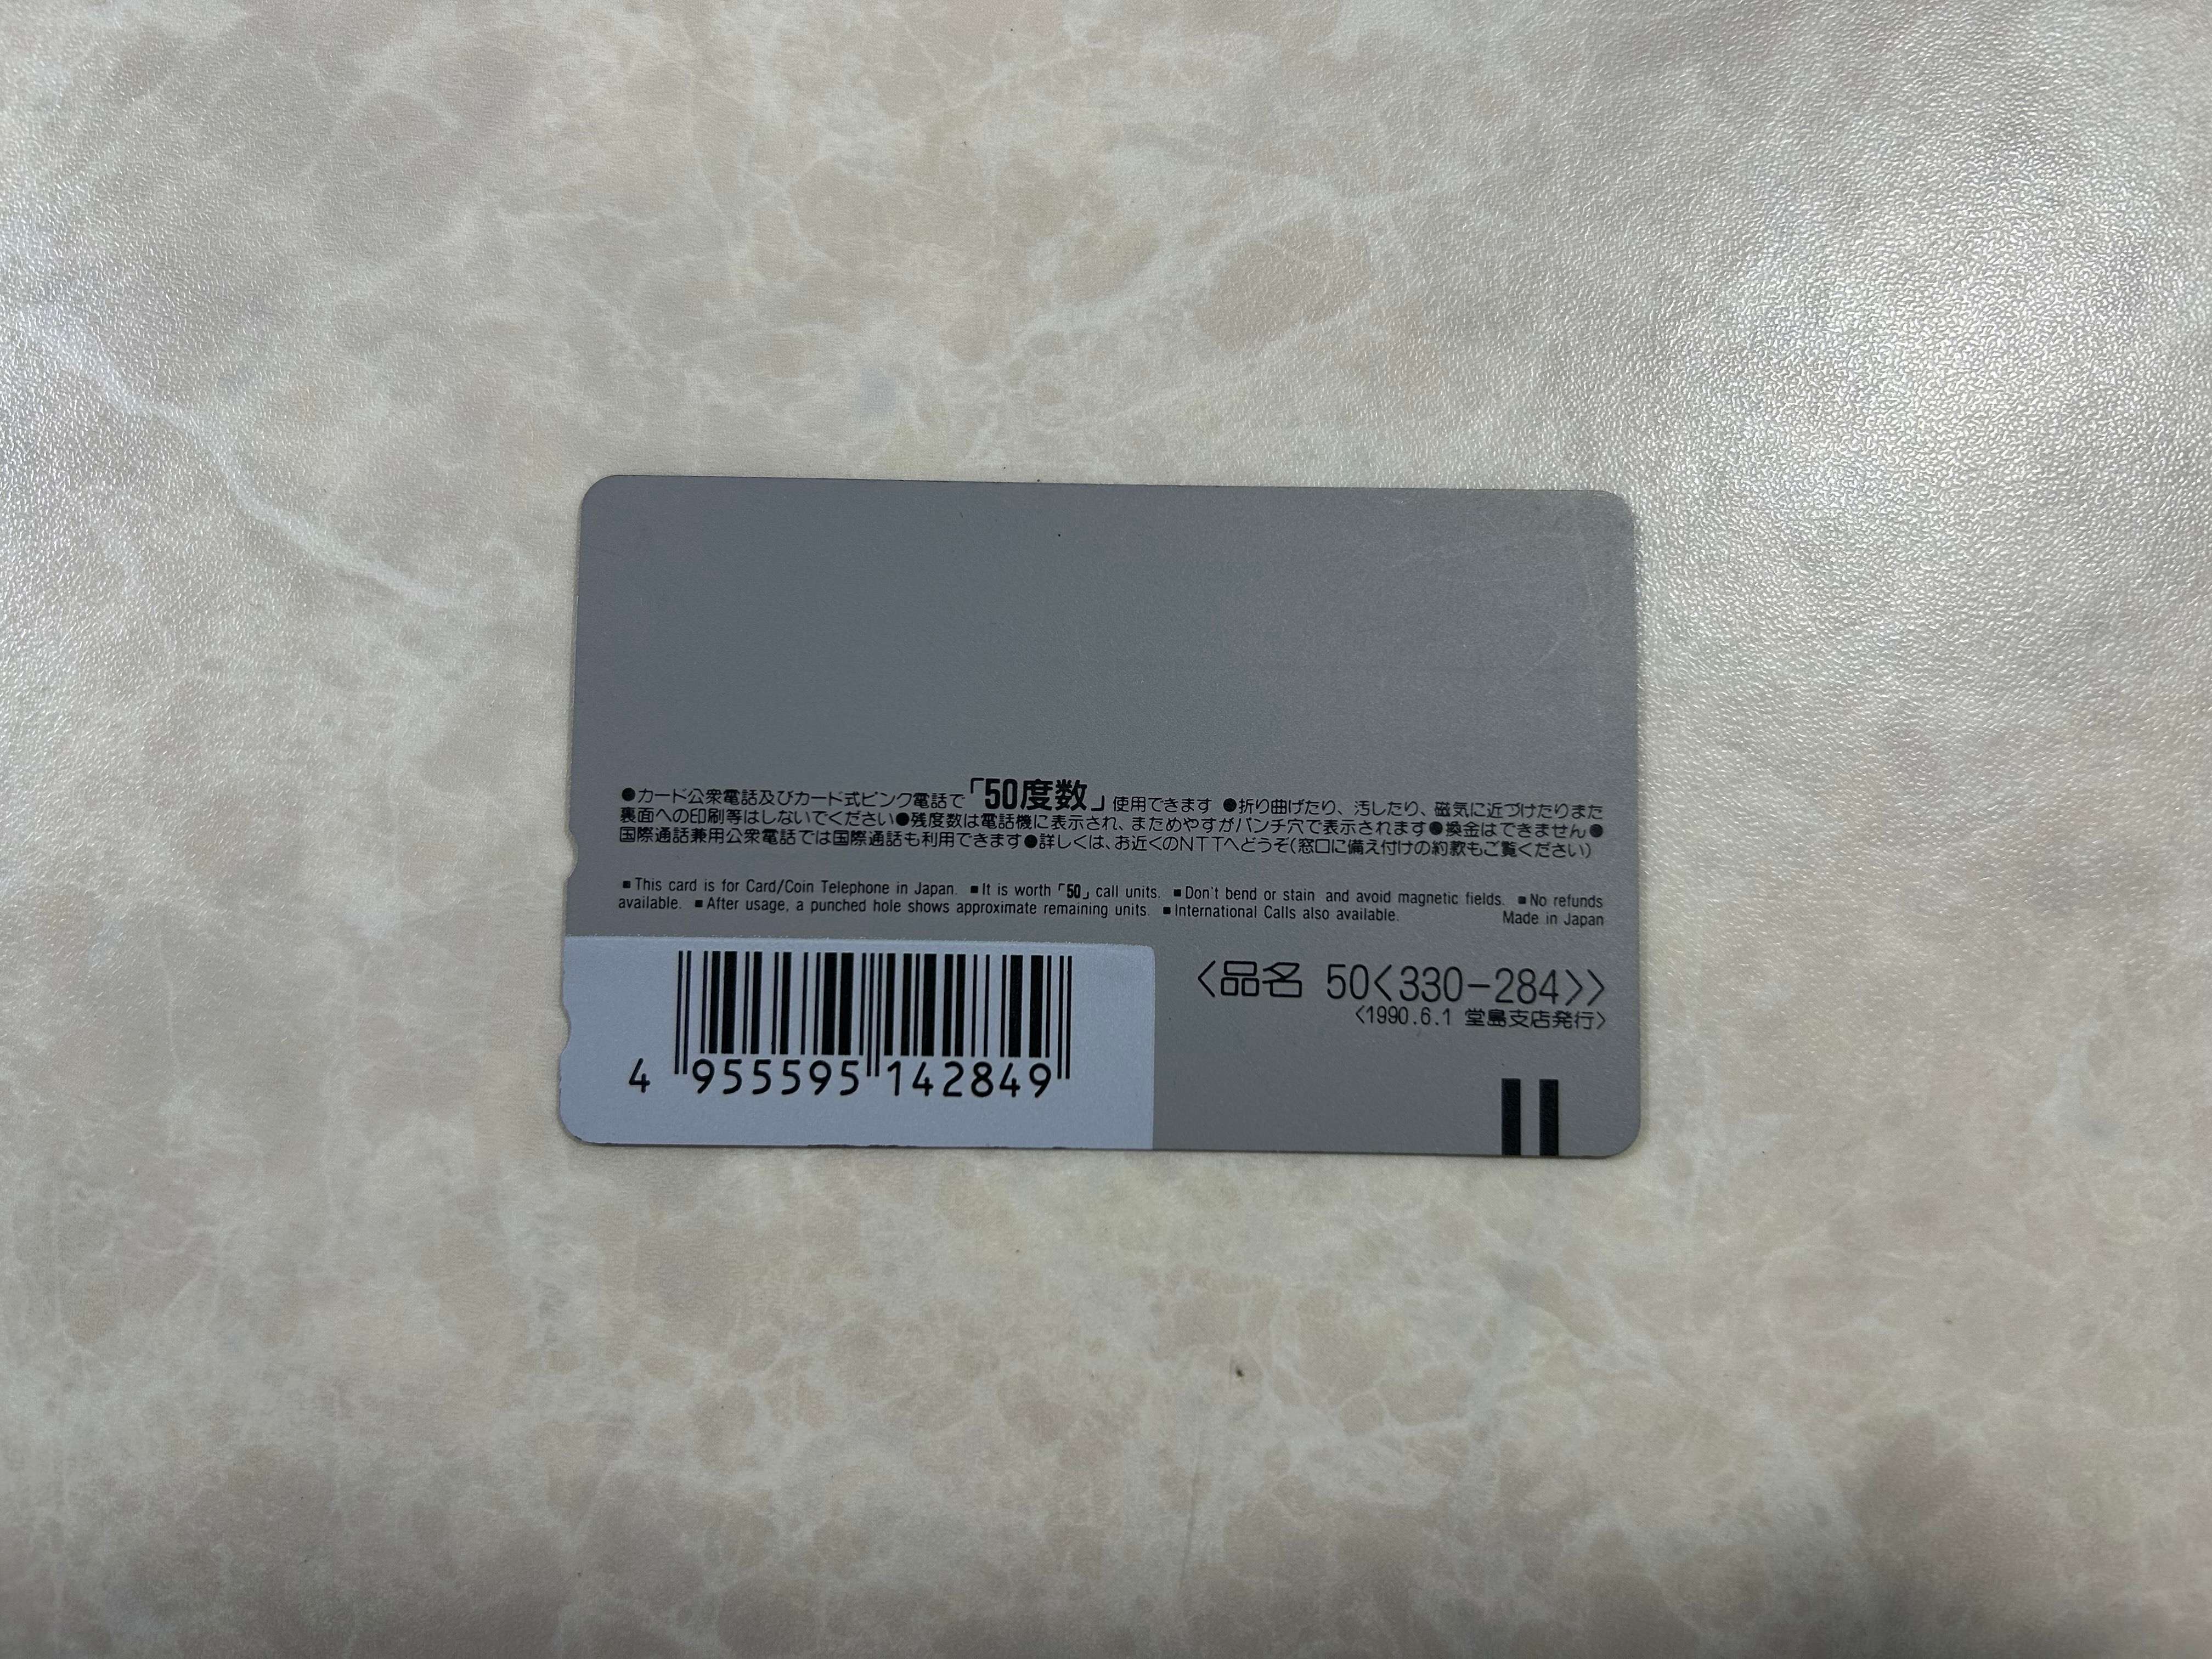 ●カード公衆電話及びカード式ピンク電話で「50度数」使用できます ●折り曲げたり、汚したり、磁気に近づけたりまた
裏面への印刷等はしないでください●残度数は電話機に表示され、まためやすがパンチ穴で表示されます●換金はできません●
国際通話兼用公衆電話では国際通話も利用できます●詳しくは、お近くのNTTへどうぞ(窓口に備え付けの約款もご覧ください)
■This card is for Card/Coin Telephone in Japan. ■It is worth「50」call units. ■Don't bend or stain and avoid magnetic fields. ■No refunds
available. ■After usage, a punched hole shows approximate remaining units. ■International Calls also available. Made in Japan
<品名 50<330-284>>
<1990.6.1 堂島支店発行>
4 955595 142849